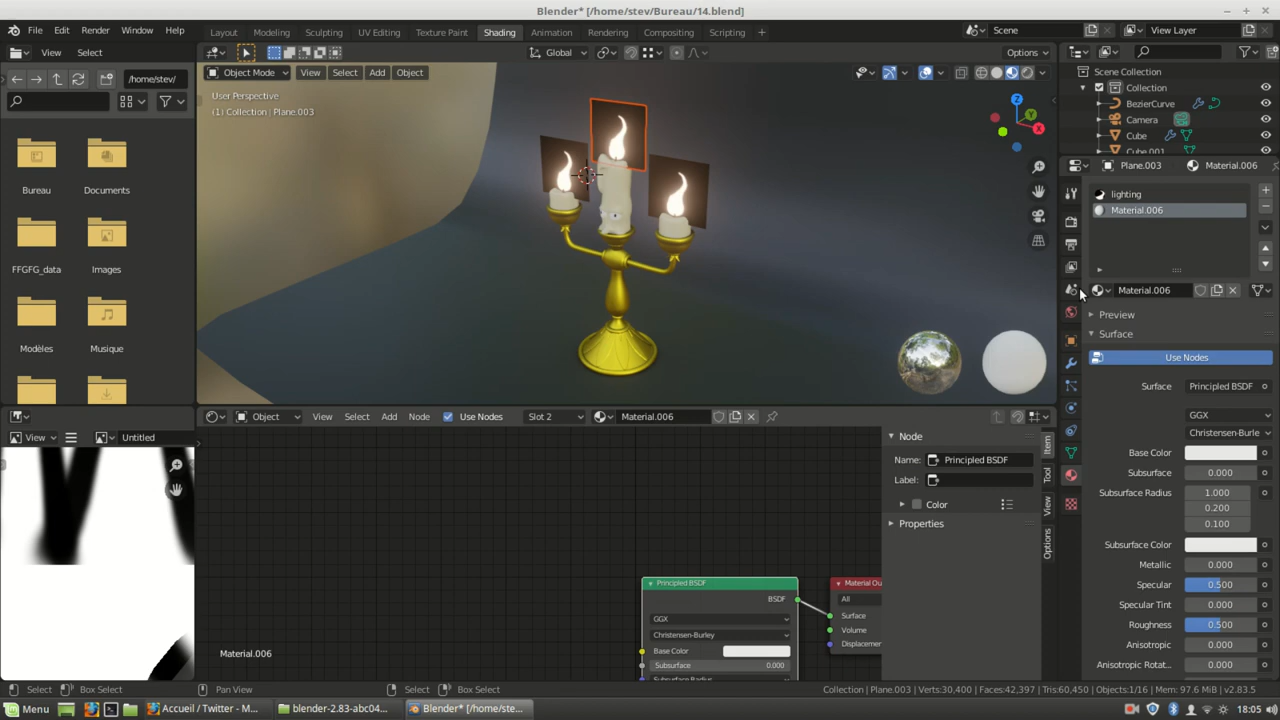 Blender* [/home/stev/Bureau/14.blend]
File Edit Render Window Help
Layout Modeling Sculpting UV Editing Texture Paint Shading Animation Rendering Compositing Scripting
Scene
View Layer
View Select
Global
Options
/home/stev/
Object Mode View Select Add Object
User Perspective
(1) Collection | Plane.003
X
Y
Z
Scene Collection
Collection
BezierCurve
Camera
Cube
Cube.001
Plane.003 Material.006
lighting
Material.006
Material.006
Preview
Surface
Use Nodes
Surface Principled BSDF
GGX
Christensen-Burle
Base Color
Subsurface 0.000
Subsurface Radius 1.000
0.200
0.100
Subsurface Color
Metallic 0.000
Specular 0.500
Specular Tint 0.000
Roughness 0.500
Anisotropic 0.000
Anisotropic Rotat... 0.000
Bureau Documents
FFGFG_data Images
Modèles Musique
View Untitled
Object View Select Add Node Use Nodes Slot 2 Material.006
Node
Name: Principled BSDF
Label:
Color
Properties
Item
Tool
View
Options
Principled BSDF
BSDF
GGX
Christensen-Burley
Base Color
Subsurface 0.000
Subsurface Radius
Material Ou
All
Surface
Volume
Displacemen
Material.006
Select Box Select Pan View Select Box Select
Collection | Plane.003 | Verts:30,400 | Faces:42,397 | Tris:60,450 | Objects:1/16 | Mem: 97.6 MiB | v2.83.5
Menu Accueil / Twitter - M... blender-2.83-abc04... Blender* [/home/ste... 18:05